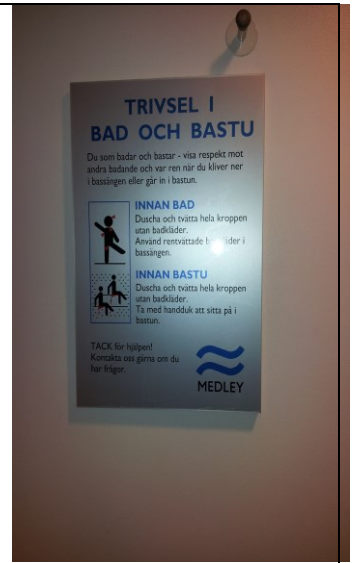 TRIVSEL I
BAD OCH BASTU
Du som badar och bastar - visa respekt mot
andra badande och var ren när du kliver ner
i bassängen eller går in i bastun.
INNAN BAD
Duscha och tvätta hela kroppen
utan badkläder.
Använd rentvättade badkläder i
bassängen.
INNAN BASTU
Duscha och tvätta hela kroppen
utan badkläder.
Ta med handduk att sitta på i
bastun.
TACK för hjälpen!
Kontakta oss gärna om du
har frågor.
MEDLEY